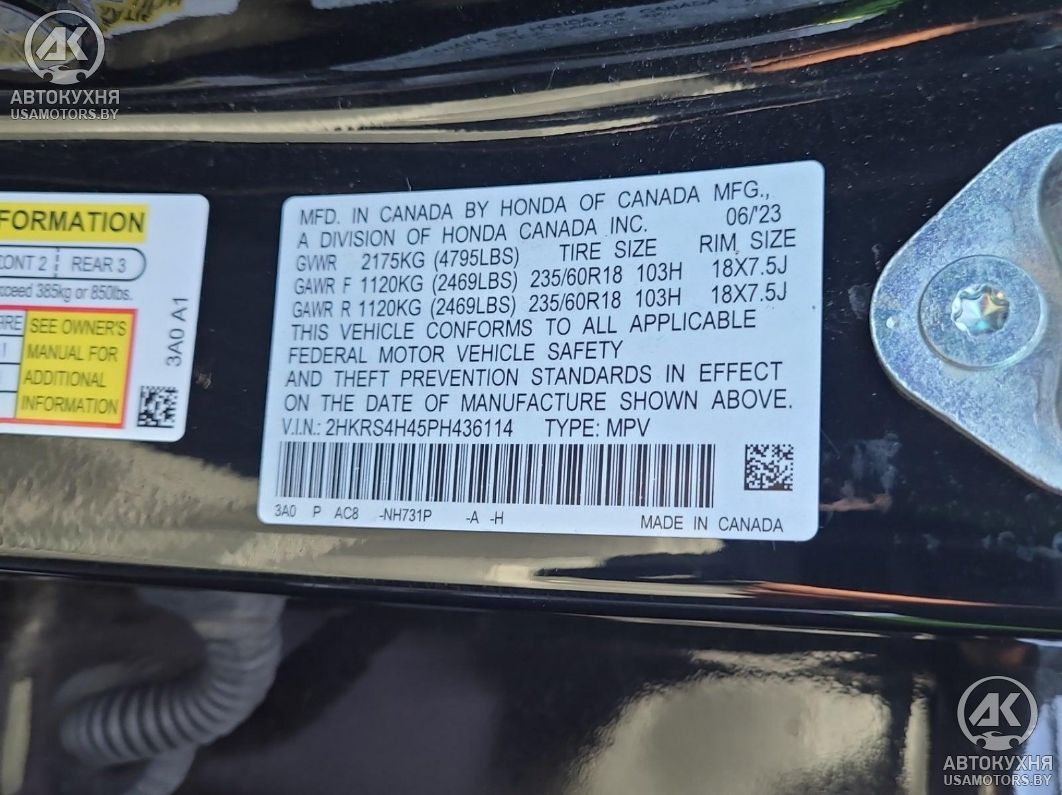 АК
АВТОКУХНЯ
USAMOTORS.BY
FORMATION
CONT 2 REAR 3
exceed 385kg or 850lbs.
SEE OWNER'S
MANUAL FOR
ADDITIONAL
INFORMATION
3A0 A1
MFD. IN CANADA BY HONDA OF CANADA MFG.,
A DIVISION OF HONDA CANADA INC. 06/'23
GVWR 2175KG (4795LBS) TIRE SIZE RIM SIZE
GAWR F 1120KG (2469LBS) 235/60R18 103H 18X7.5J
GAWR R 1120KG (2469LBS) 235/60R18 103H 18X7.5J
THIS VEHICLE CONFORMS TO ALL APPLICABLE
FEDERAL MOTOR VEHICLE SAFETY
AND THEFT PREVENTION STANDARDS IN EFFECT
ON THE DATE OF MANUFACTURE SHOWN ABOVE.
V.I.N.: 2HKRS4H45PH436114 TYPE: MPV
3A0 P AC8 -NH731P -A -H
MADE IN CANADA
АК
АВТОКУХНЯ
USAMOTORS.BY